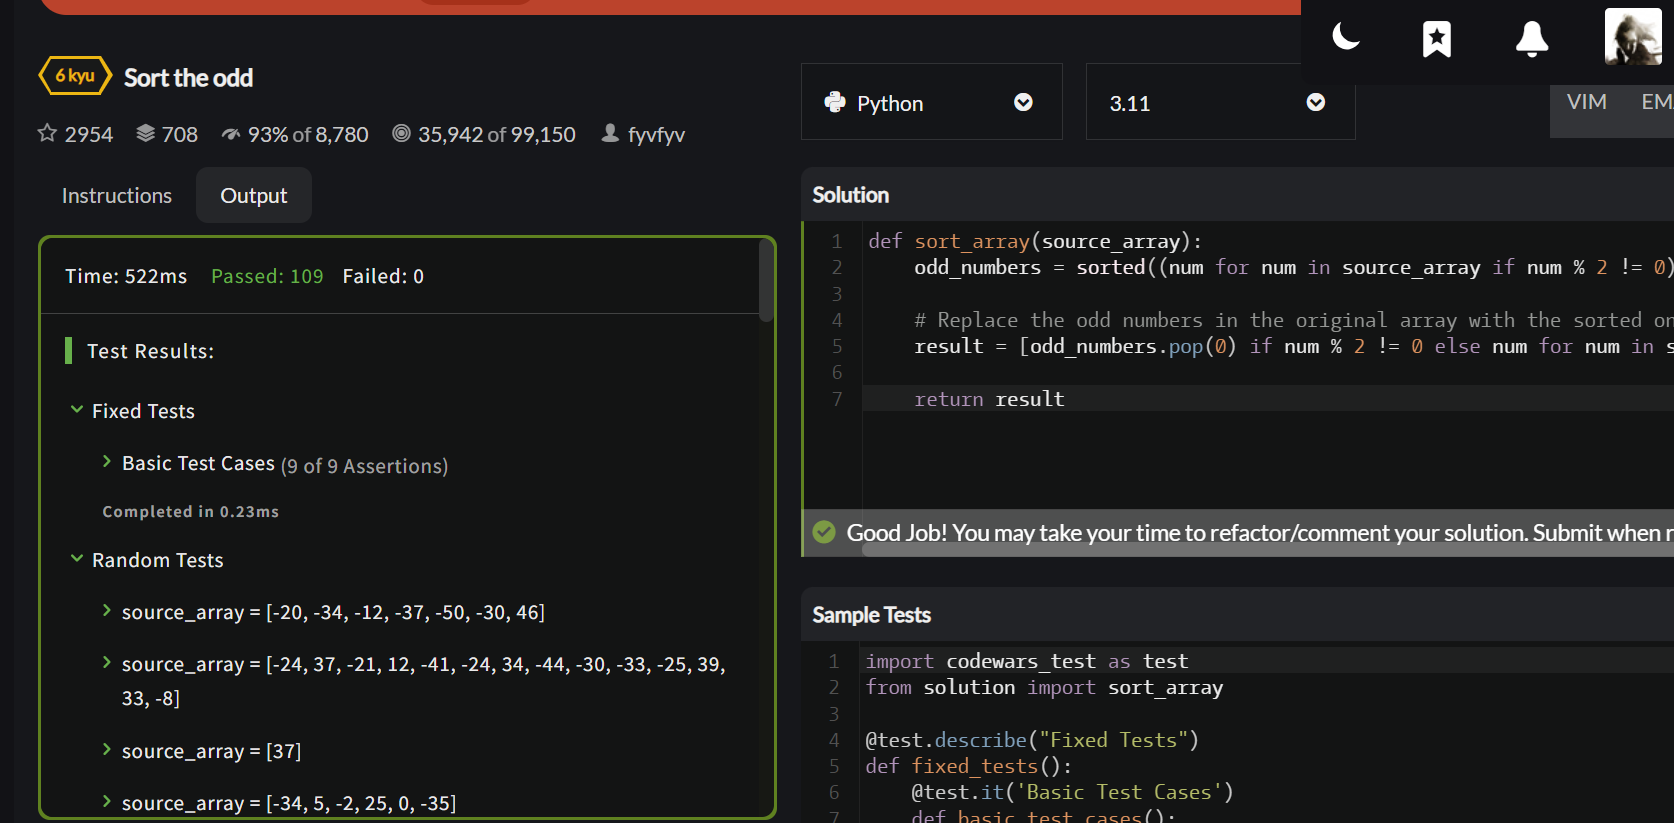 6 kyu Sort the odd
2954 708 93% of 8,780 35,942 of 99,150 fyvfyv
Instructions Output
Time: 522ms Passed: 109 Failed: 0
Test Results:
Fixed Tests
Basic Test Cases (9 of 9 Assertions)
Completed in 0.23ms
Random Tests
source_array = [-20, -34, -12, -37, -50, -30, 46]
source_array = [-24, 37, -21, 12, -41, -24, 34, -44, -30, -33, -25, 39,
33, -8]
source_array = [37]
source_array = [-34, 5, -2, 25, 0, -35]
Python 3.11 VIM EM
Solution
1 def sort_array(source_array):
2 odd_numbers = sorted((num for num in source_array if num % 2 != 0)
3
4 # Replace the odd numbers in the original array with the sorted on
5 result = [odd_numbers.pop(0) if num % 2 != 0 else num for num in s
6
7 return result
Good Job! You may take your time to refactor/comment your solution. Submit when r
Sample Tests
1 import codewars_test as test
2 from solution import sort_array
3
4 @test.describe("Fixed Tests")
5 def fixed_tests():
6 @test.it('Basic Test Cases')
7 def basic_test_cases():